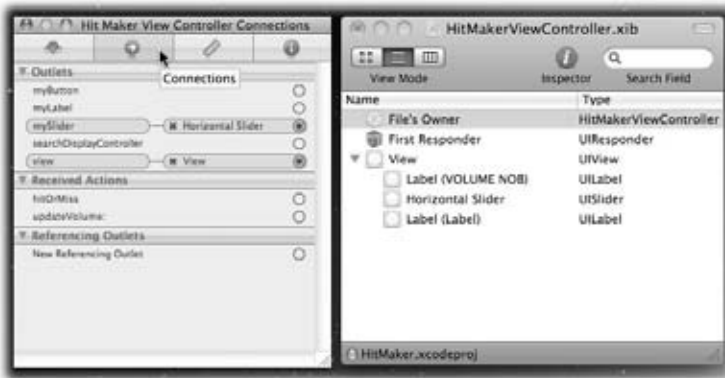 Hit Maker View Controller Connections
Connections
Outlets
myButton
myLabel
mySlider
Horizontal Slider
searchDisplayController
view
View
Received Actions
hitOrMiss
updateVolume:
Referencing Outlets
New Referencing Outlet
HitMakerViewController.xib
View Mode
Inspector
Search Field
Name
Type
File's Owner
HitMakerViewController
First Responder
UIResponder
View
UIView
Label (VOLUME NOB)
UILabel
Horizontal Slider
UISlider
Label (Label)
UILabel
HitMaker.xcodeproj